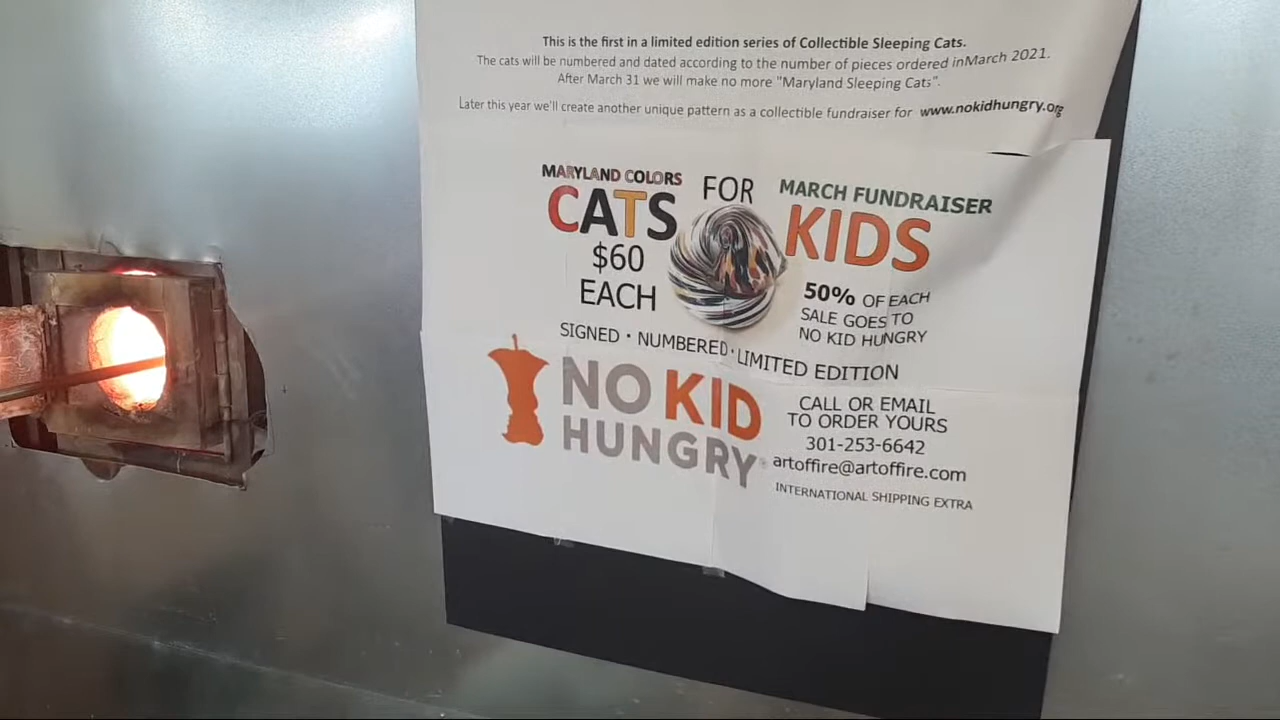 This is the first in a limited edition series of Collectible Sleeping Cats.
The cats will be numbered and dated according to the number of pieces ordered in March 2021.
After March 31 we will make no more "Maryland Sleeping Cats".
Later this year we'll create another unique pattern as a collectible fundraiser for www.nokidhungry.org
MARYLAND COLORS
CATS
$60
EACH
FOR
MARCH FUNDRAISER
KIDS
50% OF EACH
SALE GOES TO
NO KID HUNGRY
SIGNED · NUMBERED · LIMITED EDITION
NO KID
HUNGRY®
CALL OR EMAIL
TO ORDER YOURS
301-253-6642
artoffire@artoffire.com
INTERNATIONAL SHIPPING EXTRA